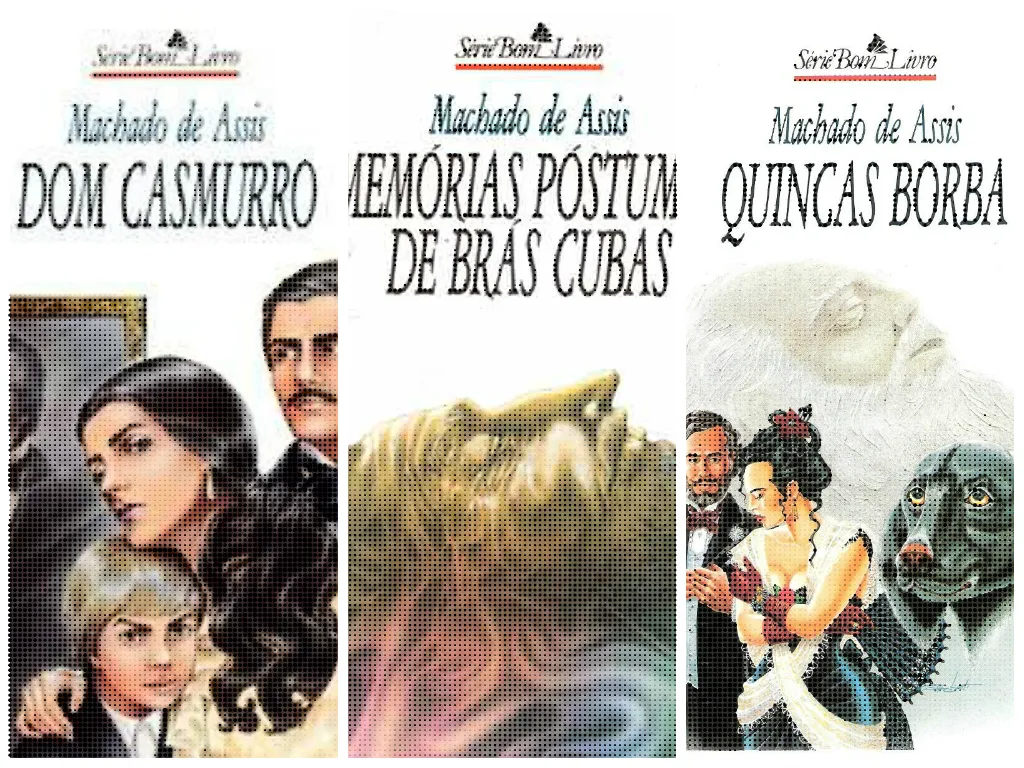 Série Bom Livro
Machado de Assis
DOM CASMURRO
Série Bom Livro
Machado de Assis
MEMÓRIAS PÓSTUM
DE BRÁS CUBAS
Série Bom Livro
Machado de Assis
QUINCAS BORBA